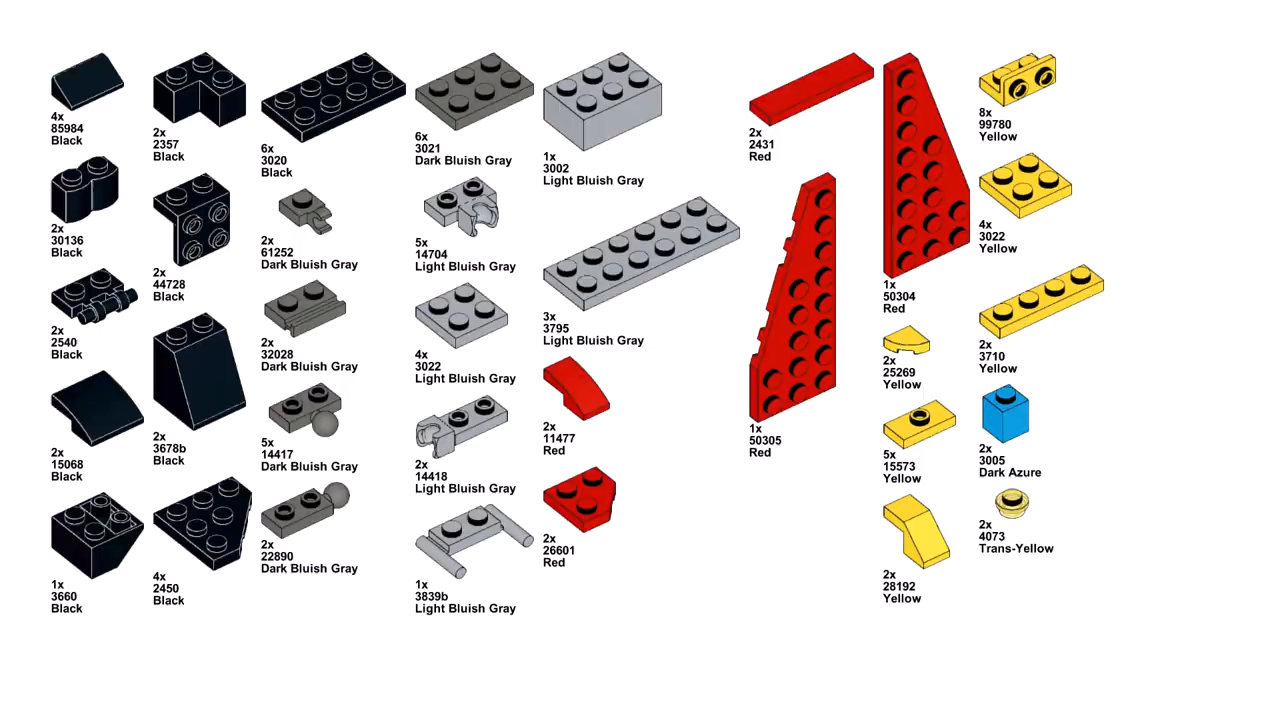 4x
85984
Black
2x
30136
Black
2x
2540
Black
2x
15068
Black
1x
3660
Black
2x
2357
Black
2x
44728
Black
2x
3678b
Black
4x
2450
Black
6x
3020
Black
2x
61252
Dark Bluish Gray
2x
32028
Dark Bluish Gray
5x
14417
Dark Bluish Gray
2x
22890
Dark Bluish Gray
6x
3021
Dark Bluish Gray
5x
14704
Light Bluish Gray
4x
3022
Light Bluish Gray
2x
14418
Light Bluish Gray
1x
3839b
Light Bluish Gray
1x
3002
Light Bluish Gray
3x
3795
Light Bluish Gray
2x
11477
Red
2x
26601
Red
2x
2431
Red
1x
50305
Red
1x
50304
Red
2x
25269
Yellow
5x
15573
Yellow
2x
28192
Yellow
8x
99780
Yellow
4x
3022
Yellow
2x
3710
Yellow
2x
3005
Dark Azure
2x
4073
Trans-Yellow